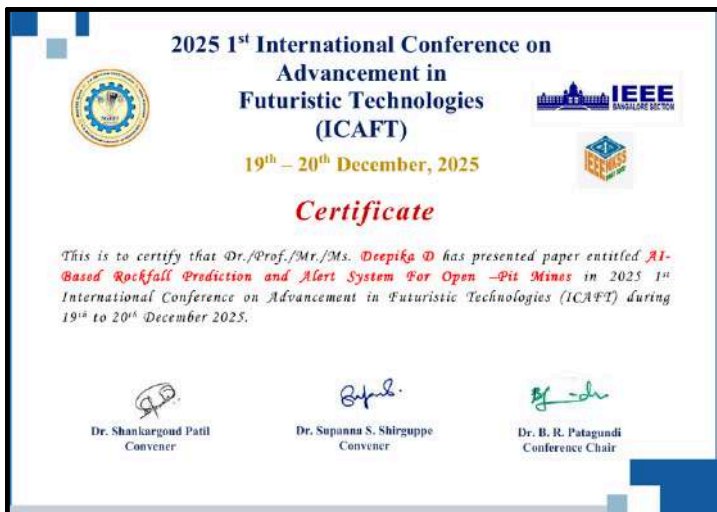 2025 1st International Conference on
Advancement in
Futuristic Technologies
(ICAFT)
19th – 20th December, 2025
IEEE
BANGALORE SECTION
Certificate
This is to certify that Dr./Prof./Mr./Ms. Deepika D has presented paper entitled AI-
Based Rockfall Prediction and Alert System For Open –Pit Mines in 2025 1st
International Conference on Advancement in Futuristic Technologies (ICAFT) during
19th to 20th December 2025.
Dr. Shankargoud Patil
Convener
Dr. Supanna S. Shirguppe
Convener
Dr. B. R. Patagundi
Conference Chair